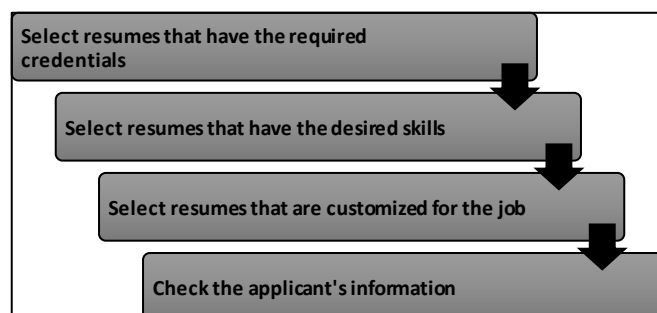 Select resumes that have the required
credentials
Select resumes that have the desired skills
Select resumes that are customized for the job
Check the applicant's information